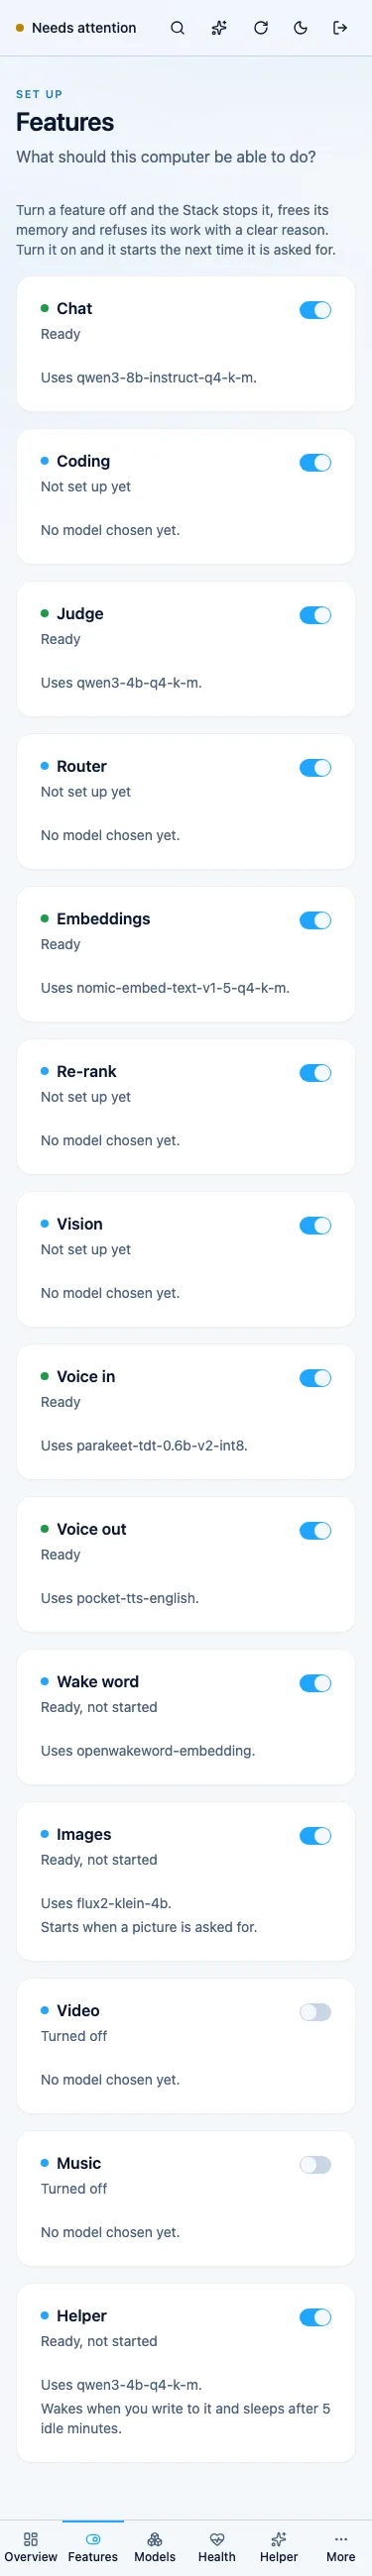 Needs attention
SET UP
Features
What should this computer be able to do?
Turn a feature off and the Stack stops it, frees its
memory and refuses its work with a clear reason.
Turn it on and it starts the next time it is asked for.
Chat
Ready
Uses qwen3-8b-instruct-q4-k-m.
Coding
Not set up yet
No model chosen yet.
Judge
Ready
Uses qwen3-4b-q4-k-m.
Router
Not set up yet
No model chosen yet.
Embeddings
Ready
Uses nomic-embed-text-v1-5-q4-k-m.
Re-rank
Not set up yet
No model chosen yet.
Vision
Not set up yet
No model chosen yet.
Voice in
Ready
Uses parakeet-tdt-0.6b-v2-int8.
Voice out
Ready
Uses pocket-tts-english.
Wake word
Ready, not started
Uses openwakeword-embedding.
Images
Ready, not started
Uses flux2-klein-4b.
Starts when a picture is asked for.
Video
Turned off
No model chosen yet.
Music
Turned off
No model chosen yet.
Helper
Ready, not started
Uses qwen3-4b-q4-k-m.
Wakes when you write to it and sleeps after 5
idle minutes.
Overview Features Models Health Helper More